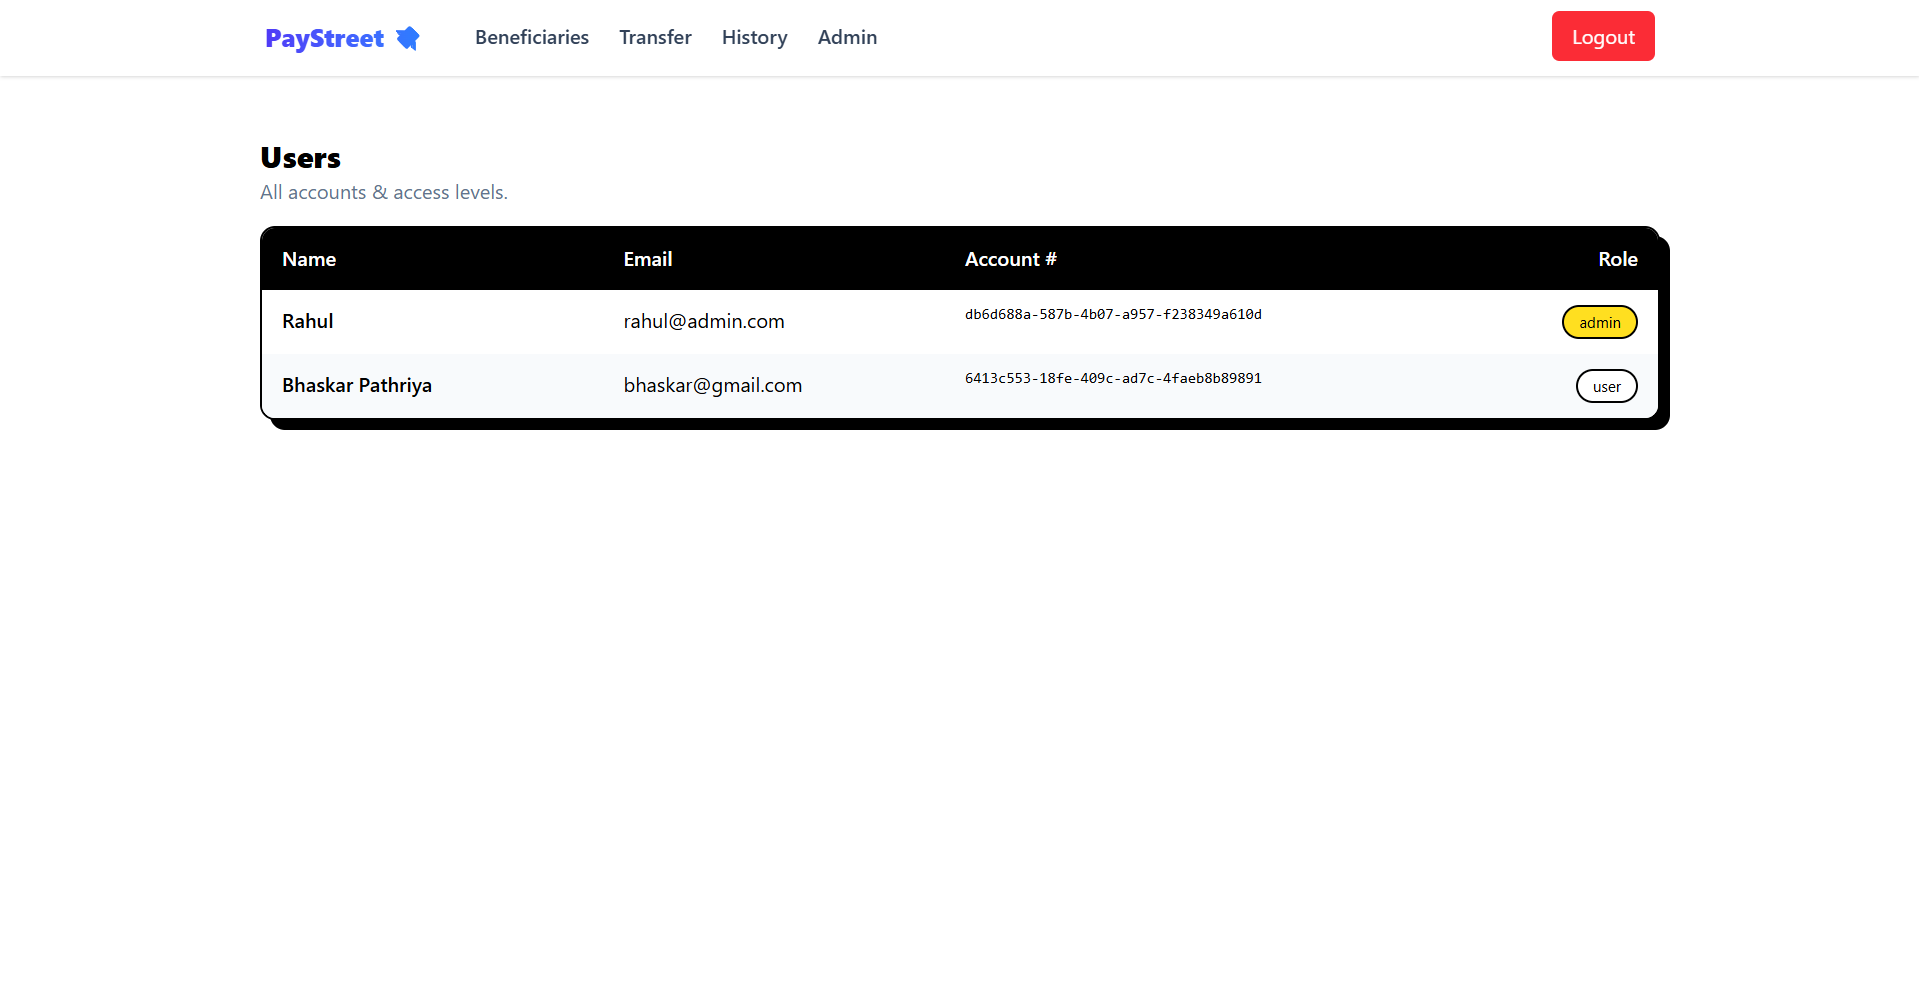 PayStreet Beneficiaries Transfer History Admin Logout
Users
All accounts & access levels.
Name Email Account # Role
Rahul rahul@admin.com db6d688a-587b-4b07-a957-f238349a610d admin
Bhaskar Pathriya bhaskar@gmail.com 6413c553-18fe-409c-ad7c-4faeb8b89891 user